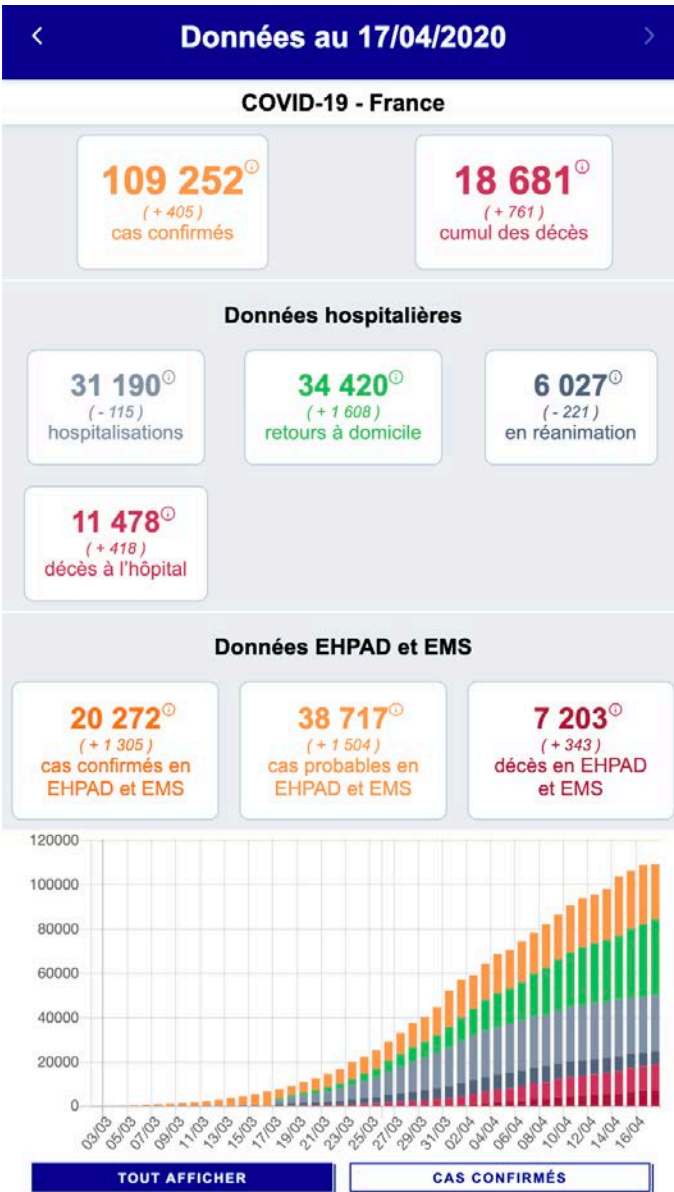 Données au 17/04/2020
COVID-19 - France
109 252
( + 405 )
cas confirmés
18 681
( + 761 )
cumul des décès
Données hospitalières
31 190
( - 115 )
hospitalisations
34 420
( + 1 608 )
retours à domicile
6 027
( - 221 )
en réanimation
11 478
( + 418 )
décès à l'hôpital
Données EHPAD et EMS
20 272
( + 1 305 )
cas confirmés en
EHPAD et EMS
38 717
( + 1 504 )
cas probables en
EHPAD et EMS
7 203
( + 343 )
décès en EHPAD
et EMS
120000
100000
80000
60000
40000
20000
0
03/03 05/03 07/03 09/03 11/03 13/03 15/03 17/03 19/03 21/03 23/03 25/03 27/03 29/03 31/03 02/04 04/04 06/04 08/04 10/04 12/04 14/04 16/04
TOUT AFFICHER
CAS CONFIRMÉS